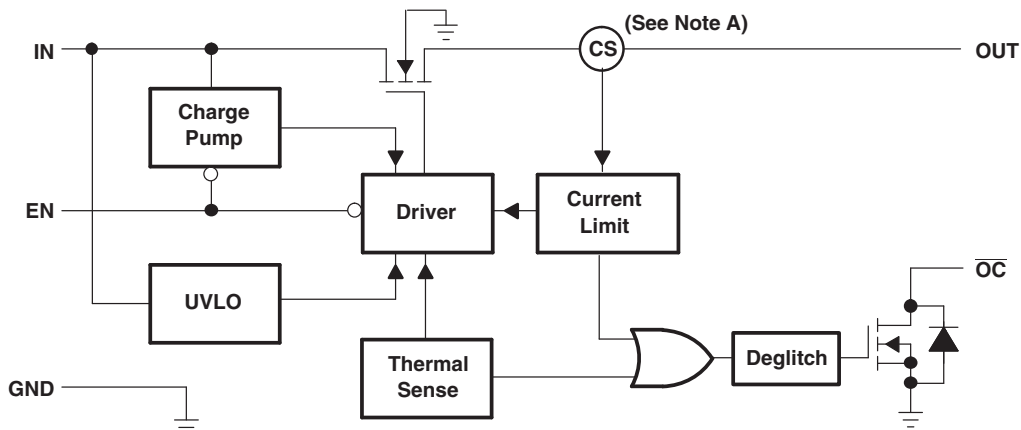 (See Note A)
IN
CS
OUT
Charge
Pump
EN
Driver
Current
Limit
OC
UVLO
Thermal
Sense
Deglitch
GND